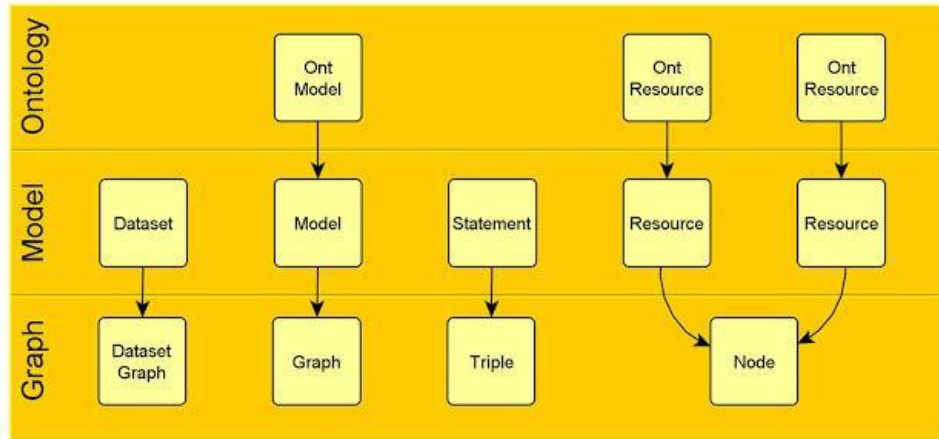 Ontology
Ont
Model
Ont
Resource
Ont
Resource
Model
Dataset
Model
Statement
Resource
Resource
Graph
Dataset
Graph
Graph
Triple
Node